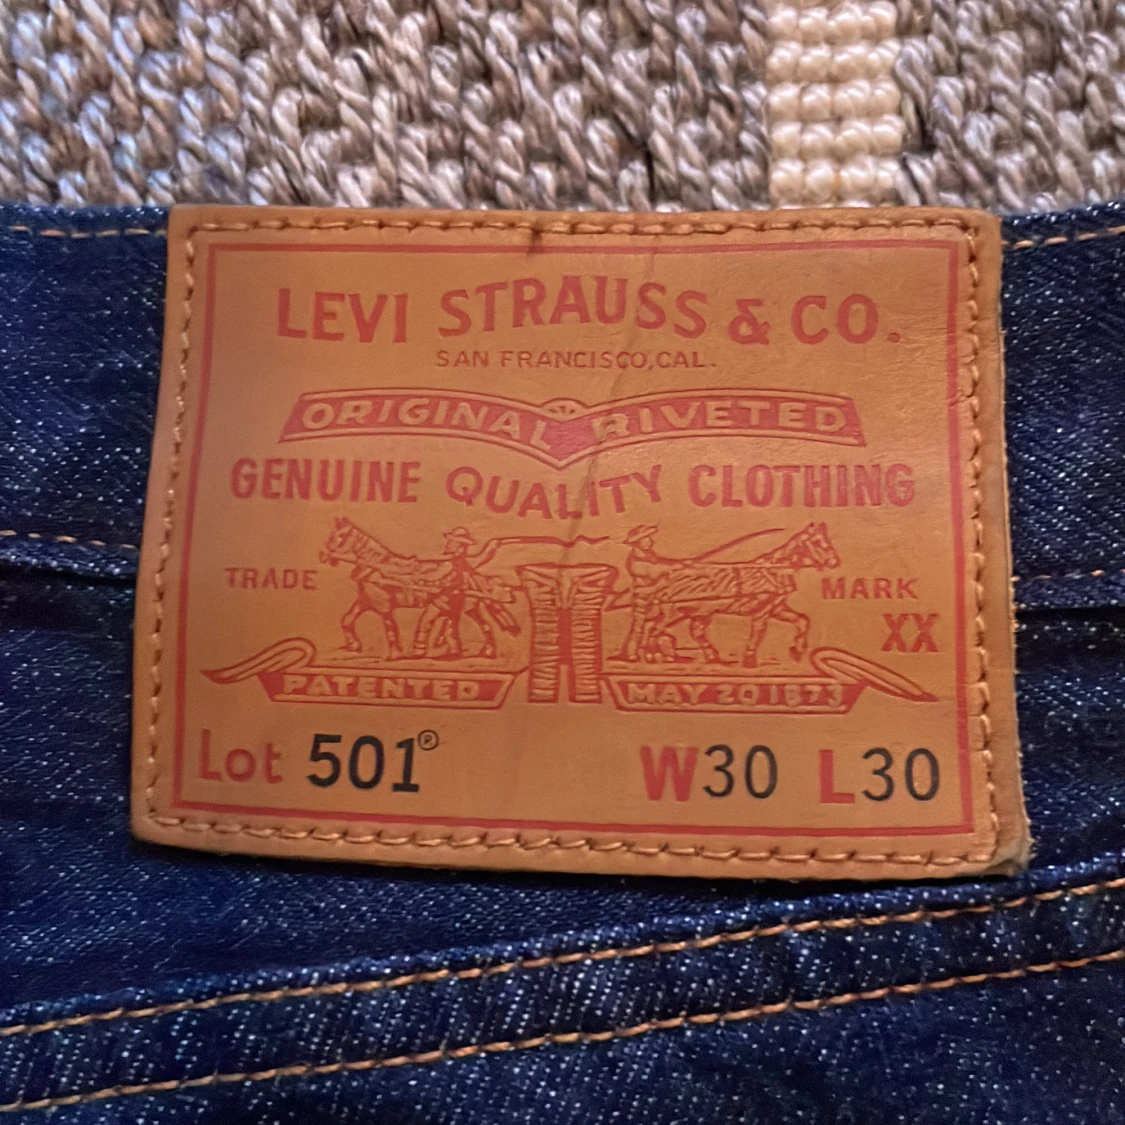 LEVI STRAUSS & CO.
SAN FRANCISCO, CAL.
ORIGINAL RIVETED
GENUINE QUALITY CLOTHING
TRADE MARK
XX
PATENTED MAY 20 1873
Lot 501® W30 L30